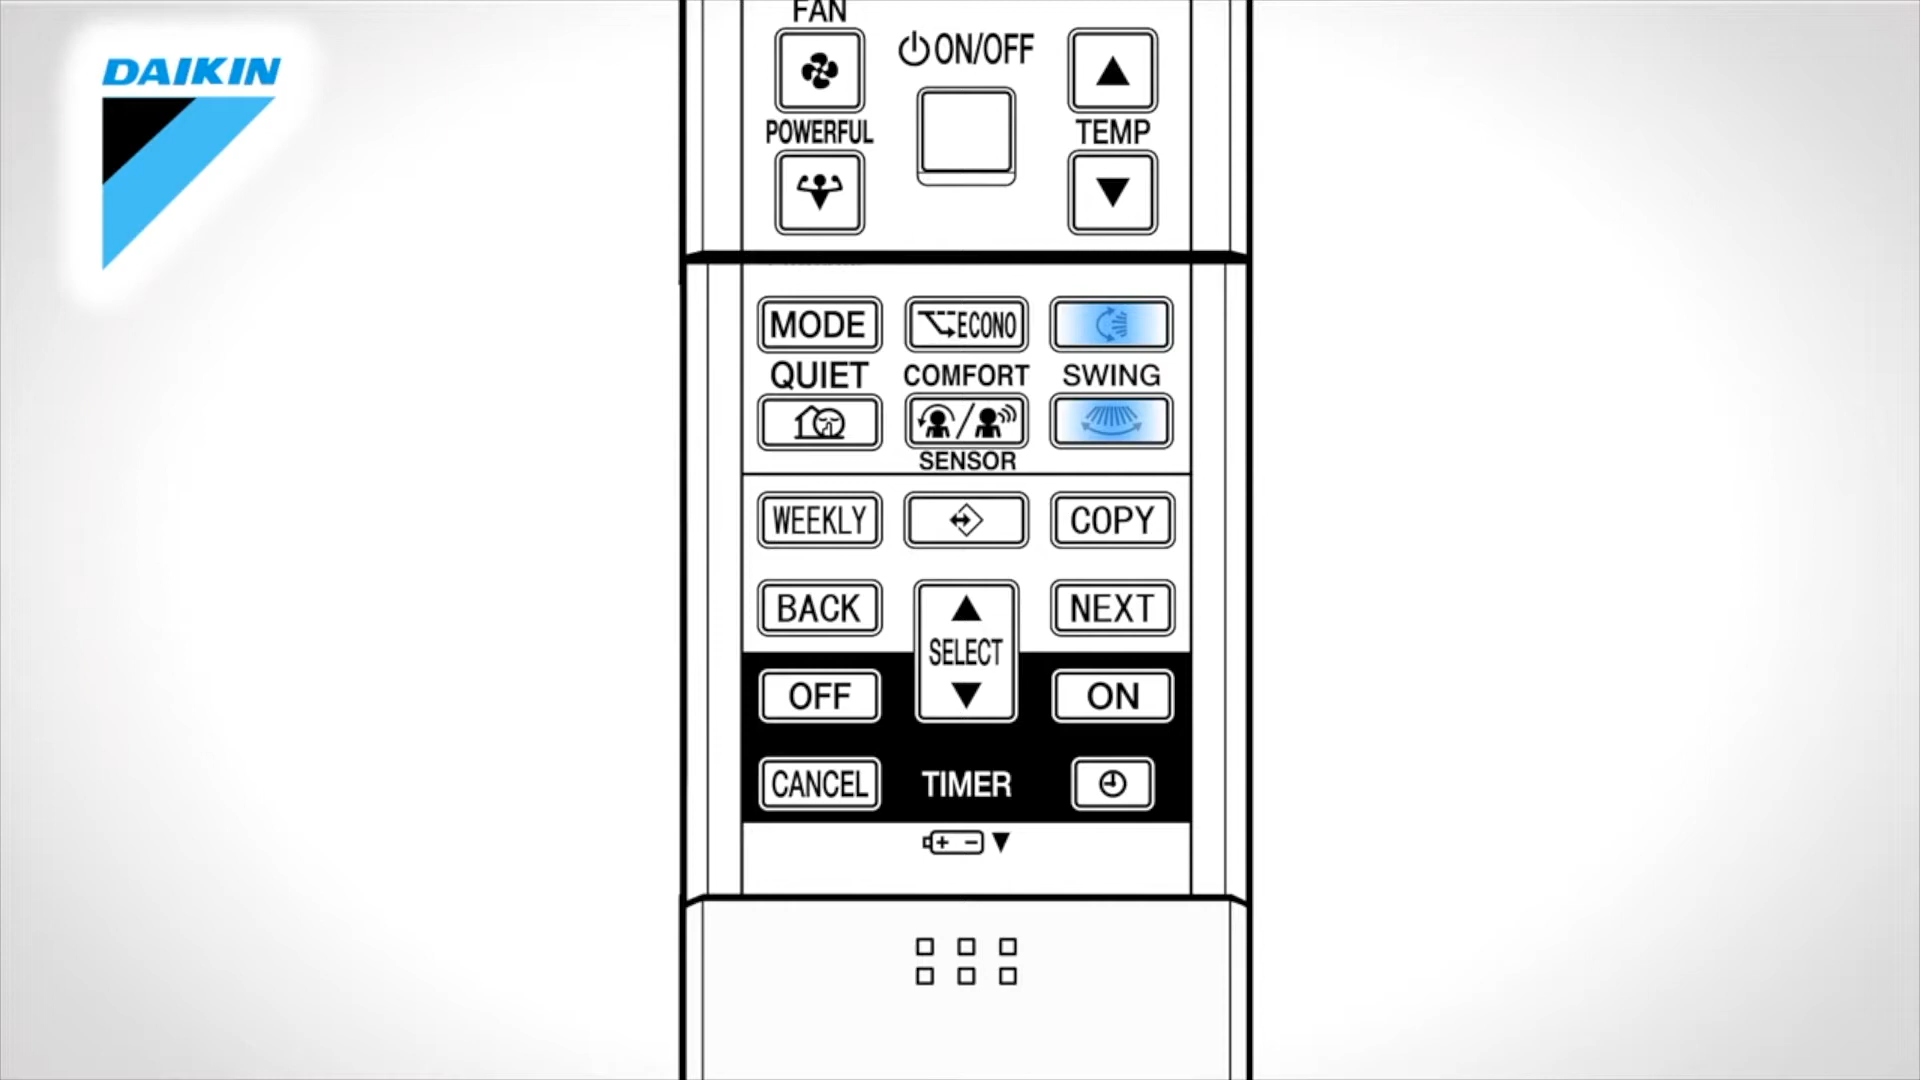 DAIKIN
FAN
ON/OFF
POWERFUL
TEMP
MODE
ECONO
QUIET
COMFORT
SWING
SENSOR
WEEKLY
COPY
BACK
SELECT
NEXT
OFF
ON
CANCEL
TIMER